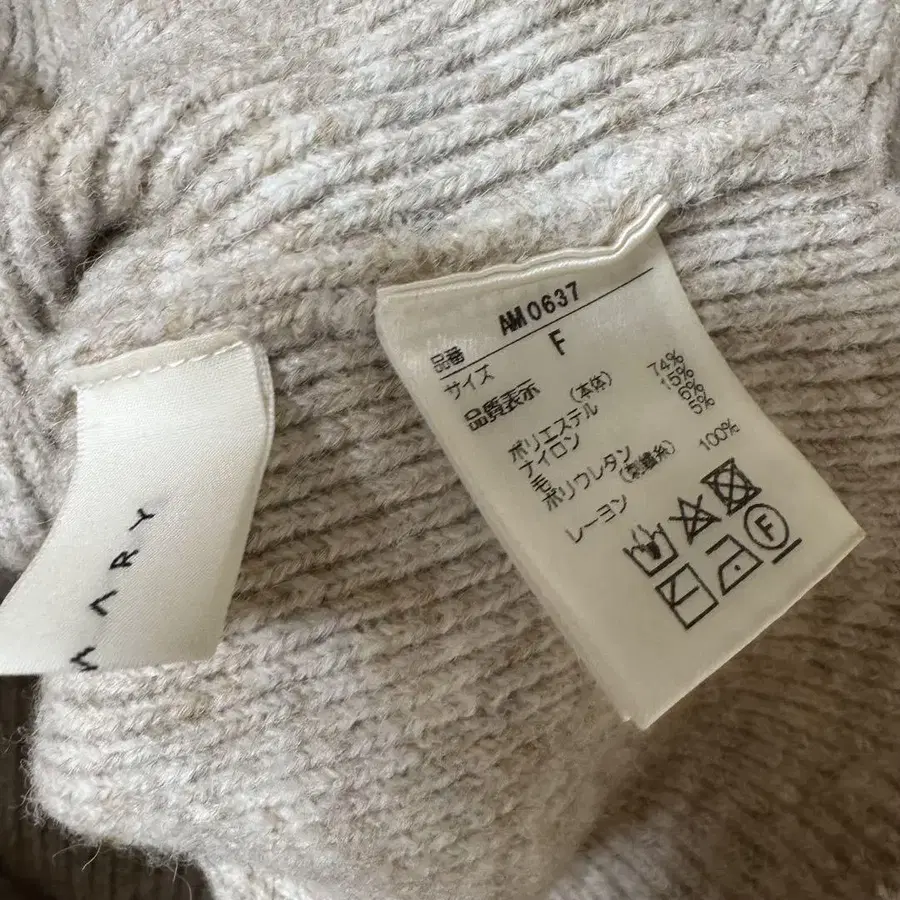 MARY
品番 AM0637
サイズ F
品質表示
(本体)
ポリエステル 74%
ナイロン 15%
毛 6%
ポリウレタン 5%
(刺繍糸)
レーヨン 100%
F